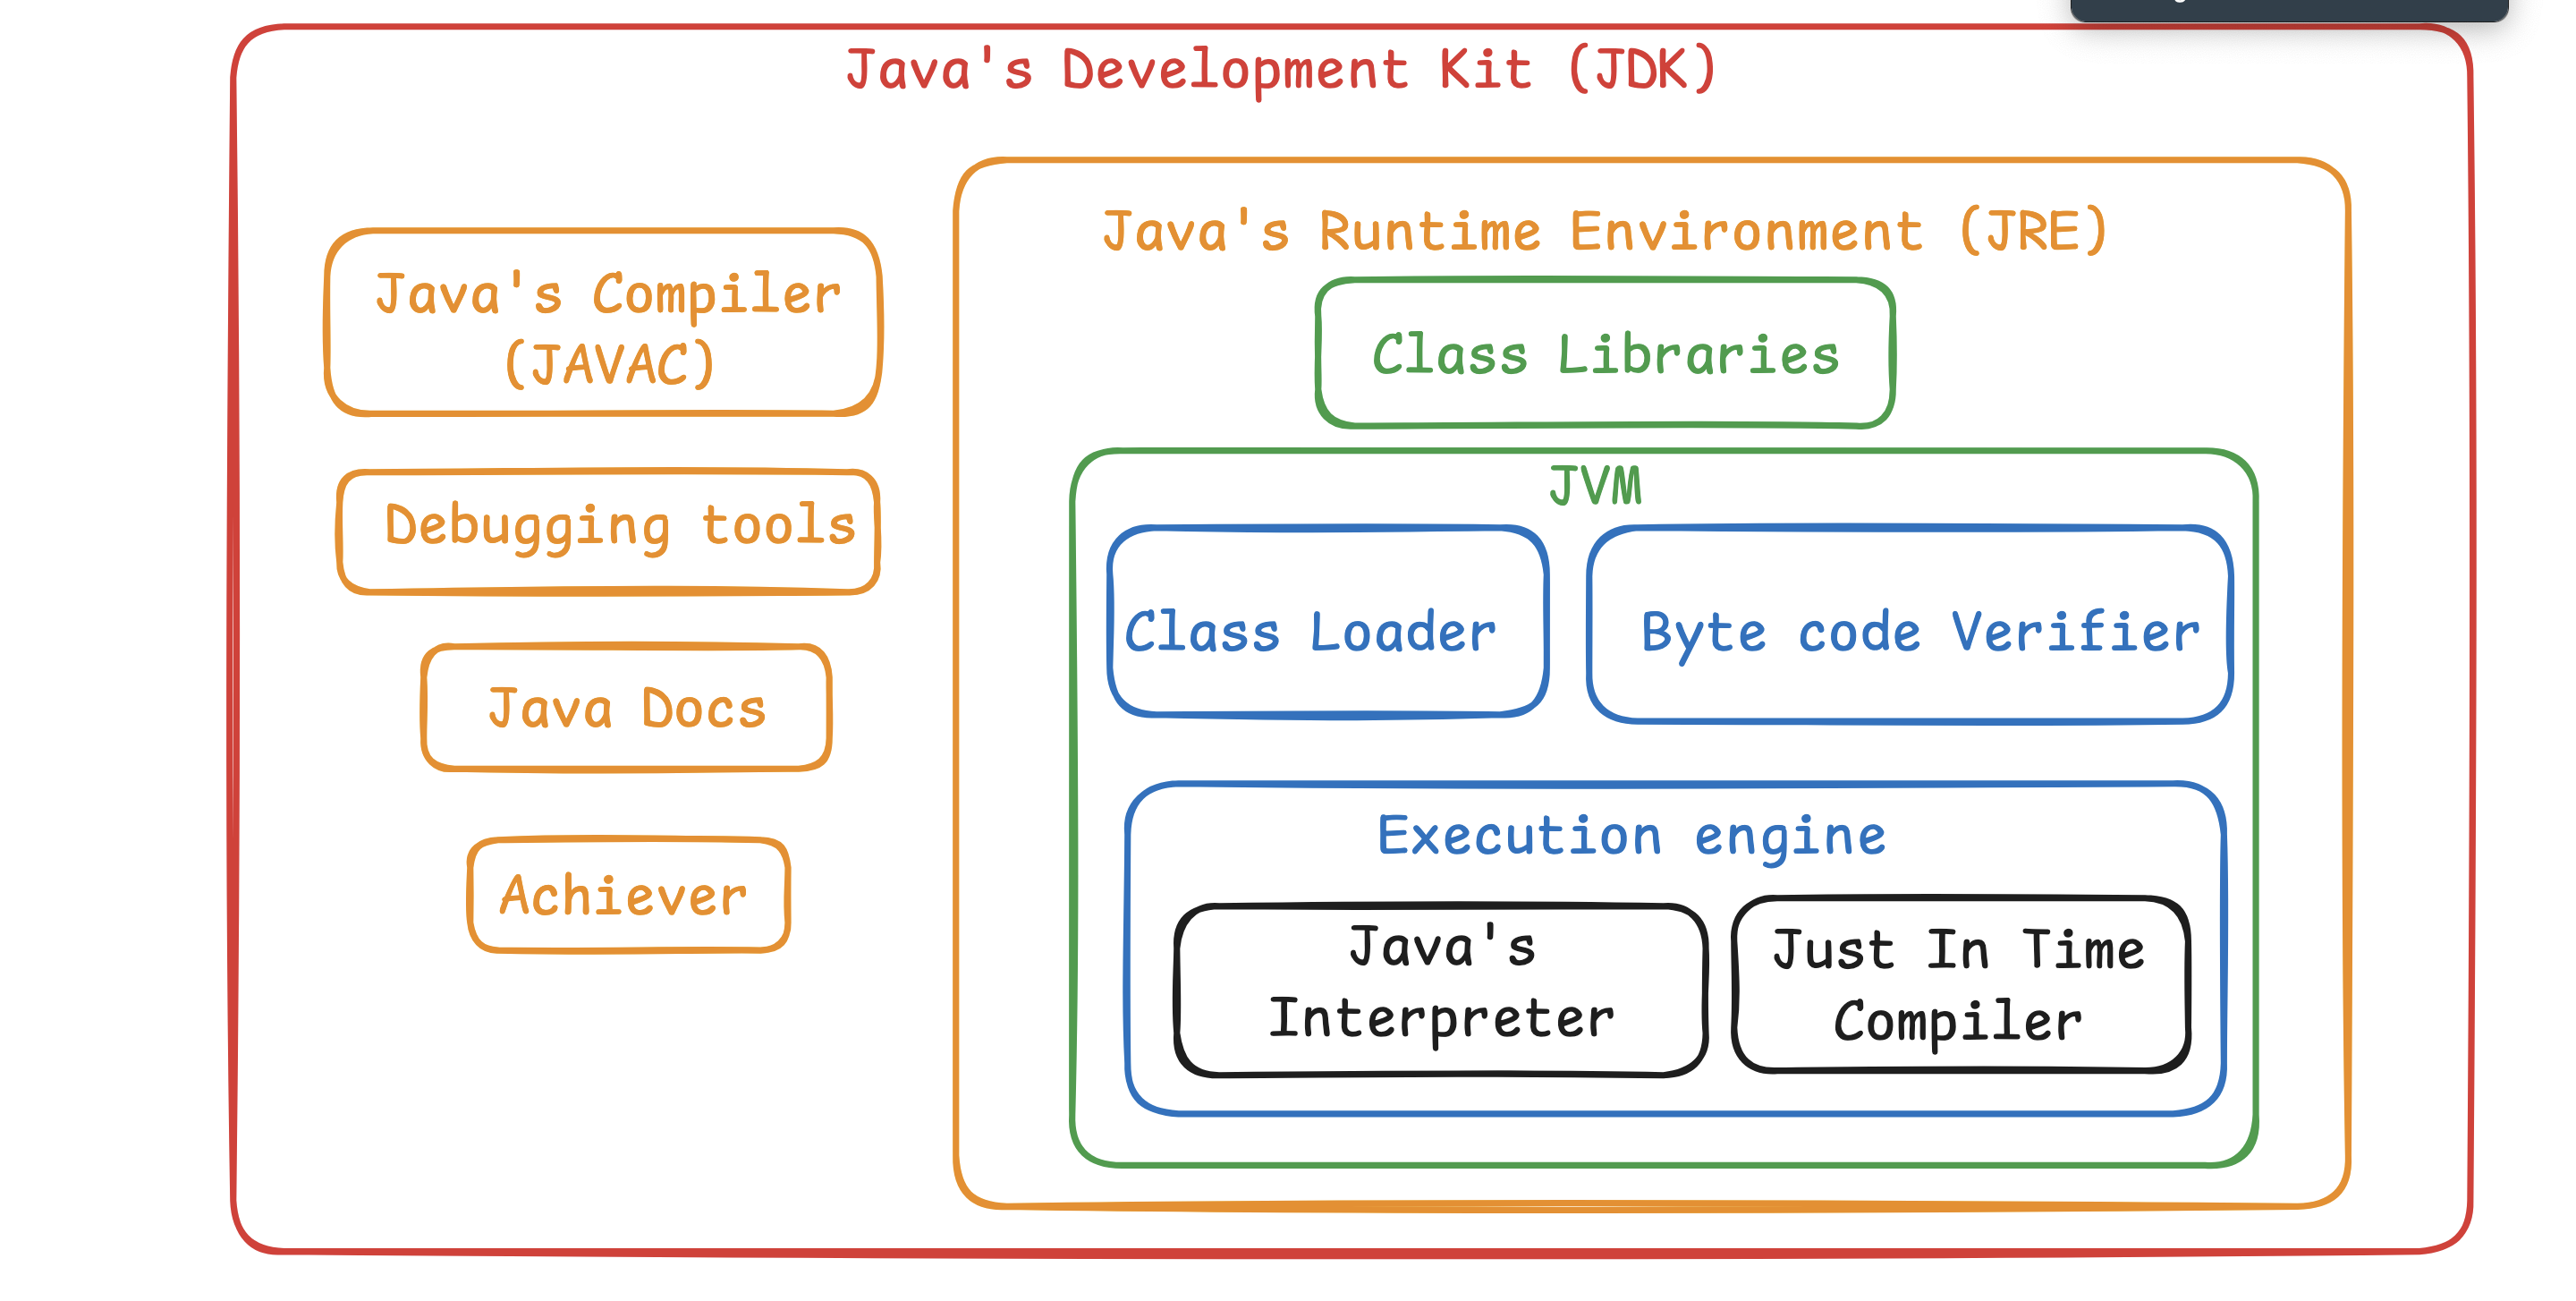 Java's Development Kit (JDK)
Java's Runtime Environment (JRE)
Java's Compiler
(JAVAC)
Class Libraries
Debugging tools
JVM
Class Loader
Byte code Verifier
Java Docs
Execution engine
Achiever
Java's
Interpreter
Just In Time
Compiler